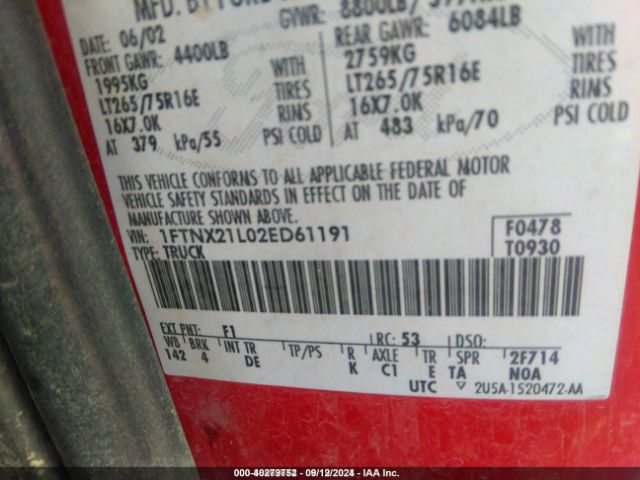 MFD. BY FORD
GVWR: 8800LB/
DATE: 06/02
FRONT GAWR: 4400LB
1995KG WITH
LT265/75R16E TIRES
16X7.0K RIMS
AT 379 kPa/55 PSI COLD
REAR GAWR: 6084LB
2759KG WITH
LT265/75R16E TIRES
16X7.0K RIMS
AT 483 kPa/70 PSI COLD
THIS VEHICLE CONFORMS TO ALL APPLICABLE FEDERAL MOTOR
VEHICLE SAFETY STANDARDS IN EFFECT ON THE DATE OF
MANUFACTURE SHOWN ABOVE.
VIN: 1FTNX21L02ED61191
TYPE: TRUCK
F0478
T0930
EXT PNT: F1 RC: 53 DSO:
WB BRK INT TR TP/PS R AXLE TR SPR 2F714
142 4 DE K C1 E TA N0A
UTC 2U5A-1520472-AA
09/12/2024 - IAA Inc.